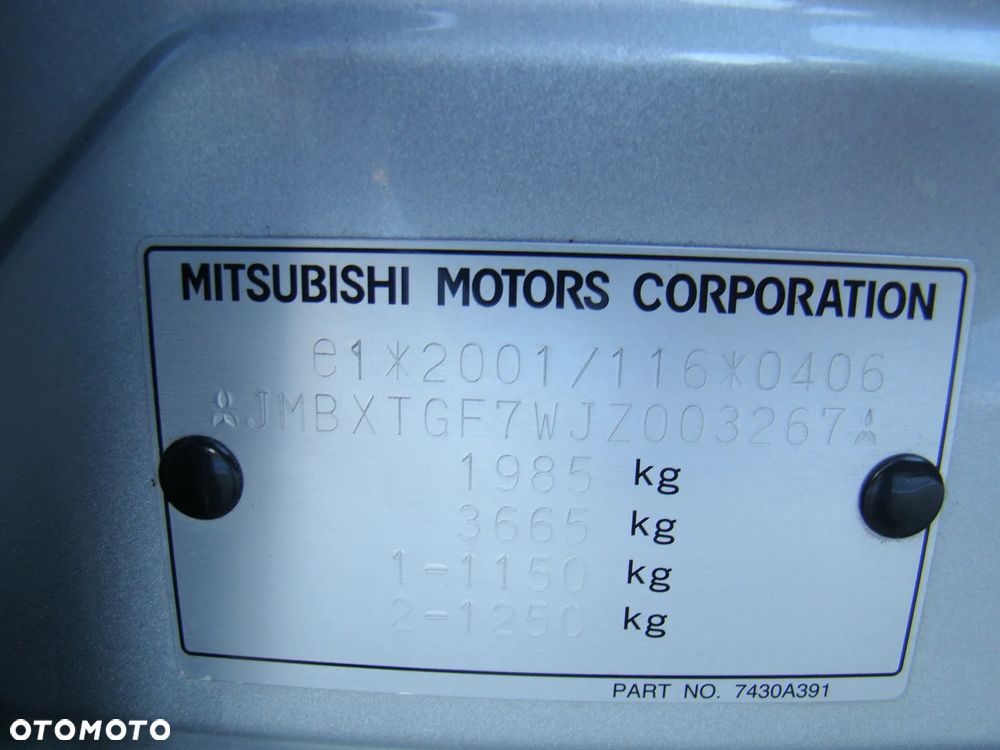 MITSUBISHI MOTORS CORPORATION
e1*2001/116*0406
JMBXTGF7WJZ003267
1985 kg
3665 kg
1-1150 kg
2-1250 kg
PART NO. 7430A391
OTOMOTO